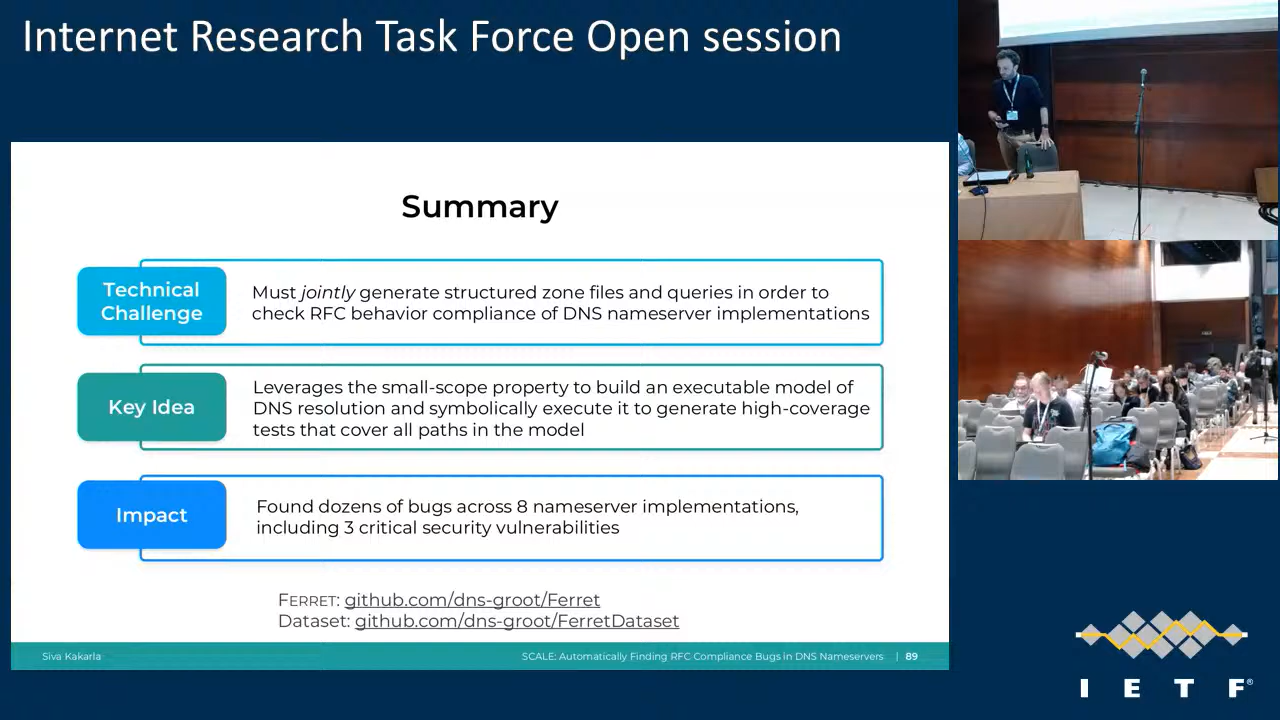 Internet Research Task Force Open session
Summary
Technical
Challenge
Must jointly generate structured zone files and queries in order to
check RFC behavior compliance of DNS nameserver implementations
Key Idea
Leverages the small-scope property to build an executable model of
DNS resolution and symbolically execute it to generate high-coverage
tests that cover all paths in the model
Impact
Found dozens of bugs across 8 nameserver implementations,
including 3 critical security vulnerabilities
FERRET: github.com/dns-groot/Ferret
Dataset: github.com/dns-groot/FerretDataset
Siva Kakarla
SCALE: Automatically Finding RFC Compliance Bugs in DNS Nameservers | 89
I E T F®